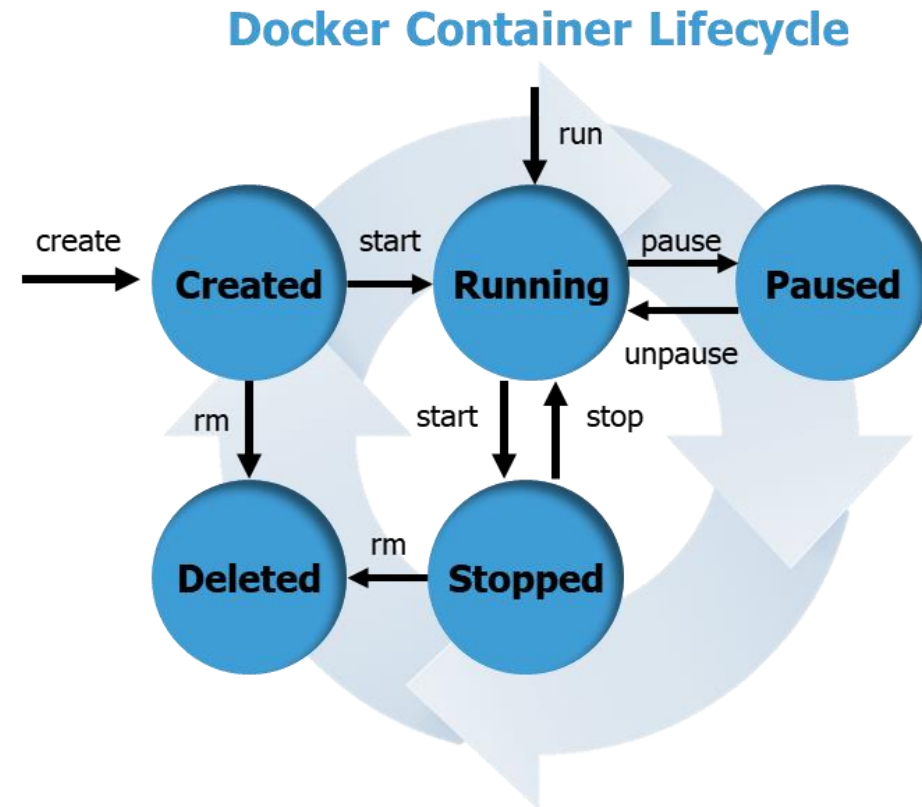 Docker Container Lifecycle
run
create
start
pause
Created
Running
Paused
unpause
rm
start
stop
rm
Deleted
Stopped